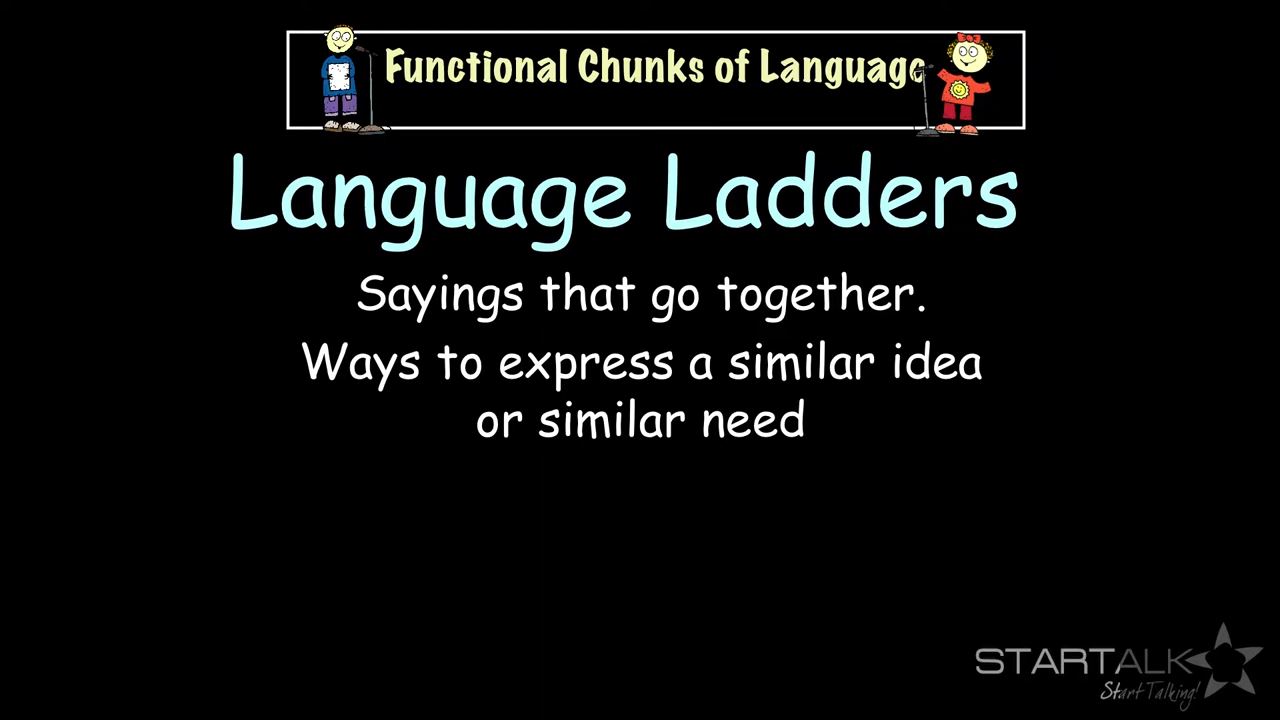 Functional Chunks of Language
Language Ladders
Sayings that go together.
Ways to express a similar idea
or similar need
STARTALK
Start Talking!